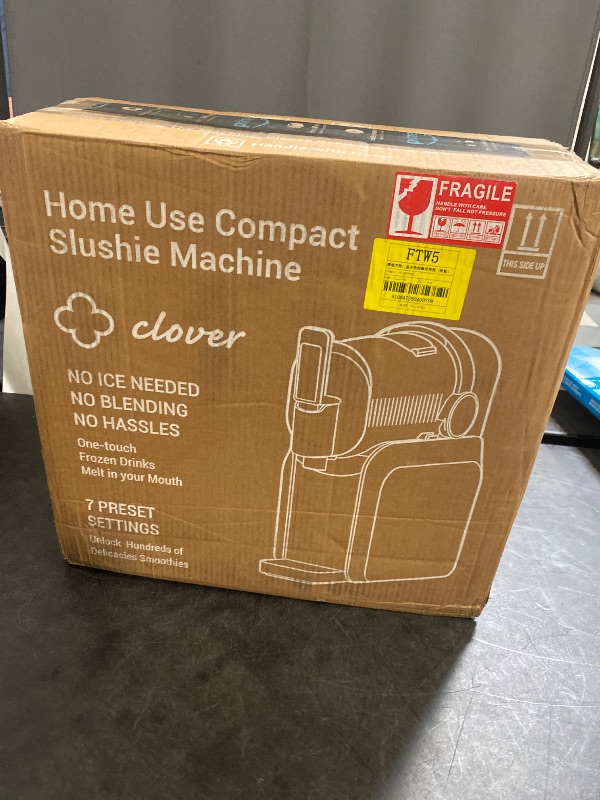 Home Use Compact
Slushie Machine
clover
NO ICE NEEDED
NO BLENDING
NO HASSLES
One-touch
Frozen Drinks
Melt in your Mouth
7 PRESET
SETTINGS
Unlock Hundreds of
Delicacies Smoothies
FRAGILE
HANDLE WITH CARE
DON'T FALL NOT PRESSURE
THIS SIDE UP
FTW5